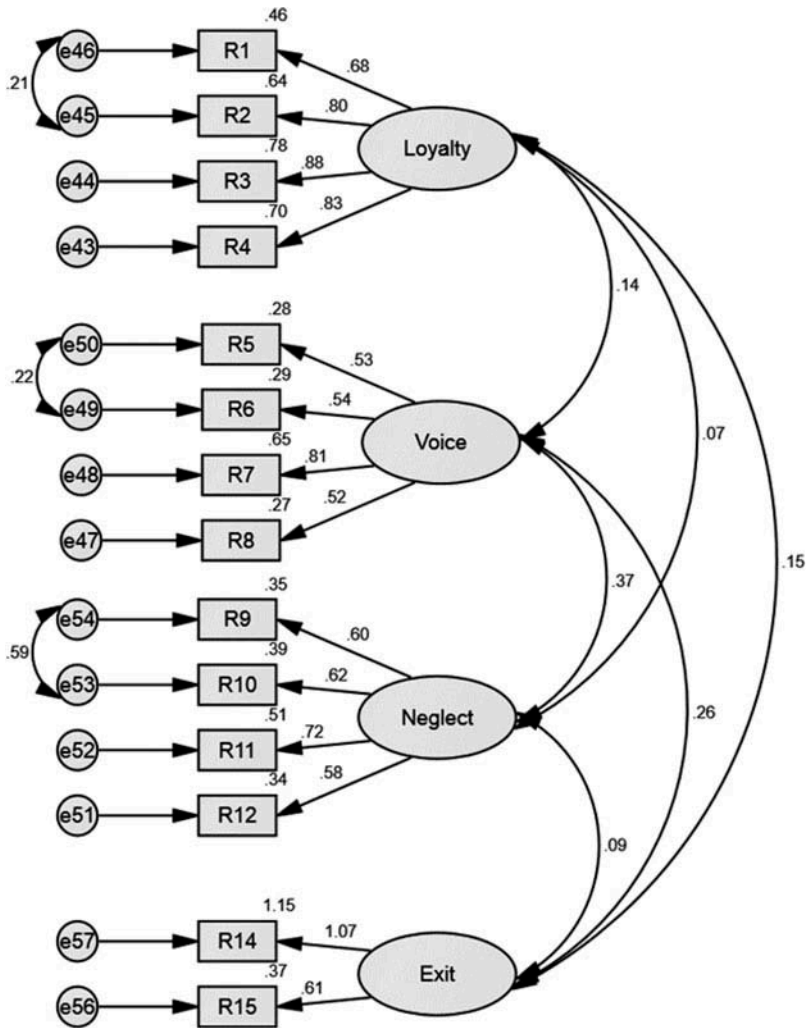 .46
e46 R1 .68
.21 .64
e45 R2 .80
.78
Loyalty
e44 R3 .88
.70 .83
e43 R4
.14
.28
e50 R5 .53
.22 .29
e49 R6 .54
.65
Voice
.07
e48 R7 .81
.27 .52
e47 R8
.15
.37
.35
e54 R9 .60
.59 .39
e53 R10 .62
.51
Neglect
.26
e52 R11 .72
.34 .58
e51 R12
.09
1.15
e57 R14 1.07
.37
Exit
e56 R15 .61